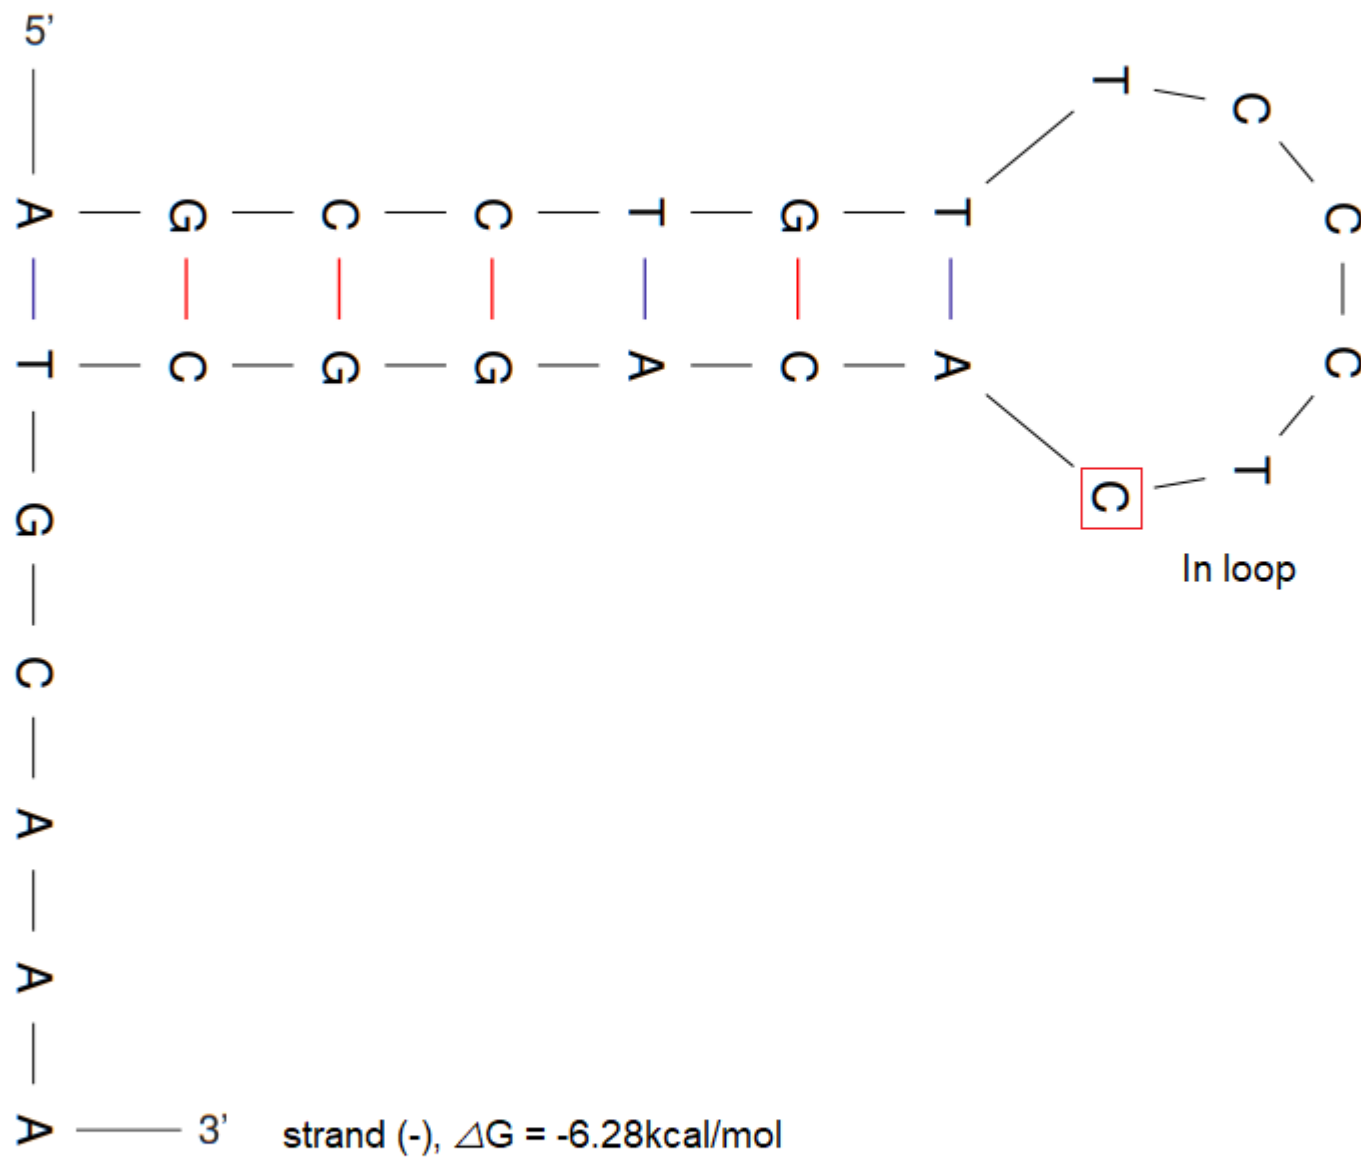 5’
T C
A G C C T G T C
T C G G A C A C
C T
G In loop
C
A
A
A 3’ strand (-), △G = -6.28kcal/mol